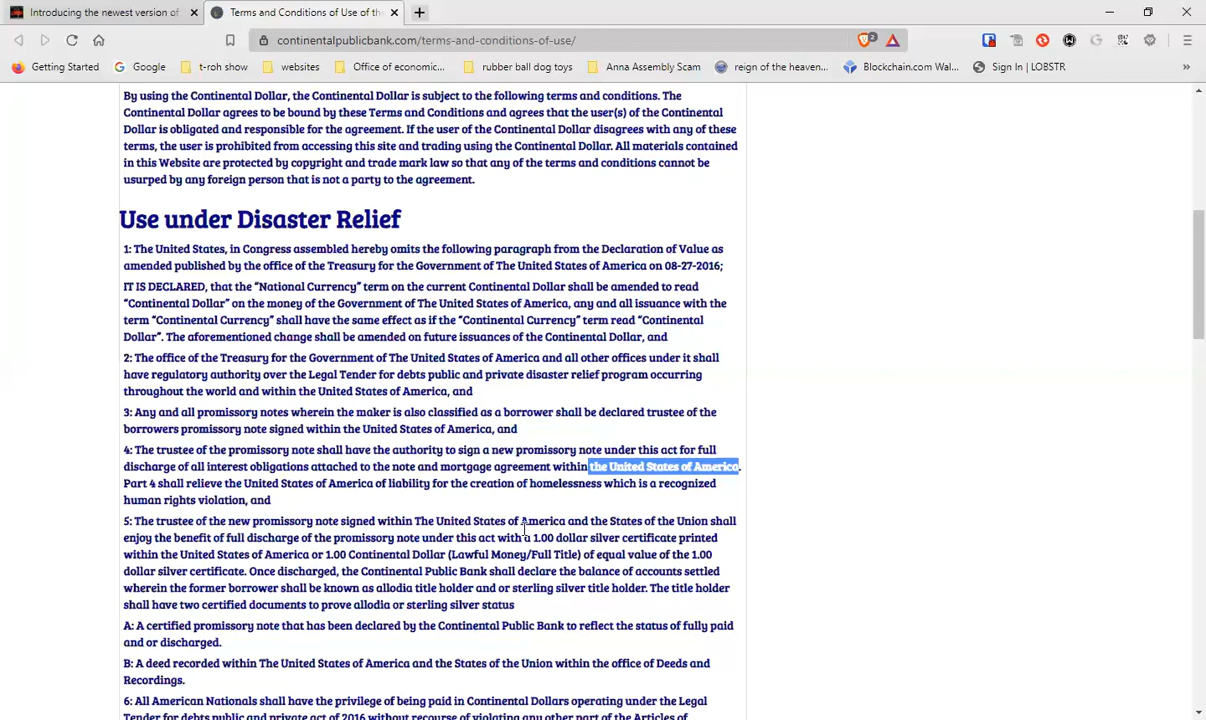 Introducing the newest version of
Terms and Conditions of Use of the
continentalpublicbank.com/terms-and-conditions-of-use/
2
Getting Started
Google
t-roh show
websites
Office of economic...
rubber ball dog toys
Anna Assembly Scam
reign of the heaven...
Blockchain.com Wal...
Sign In | LOBSTR
By using the Continental Dollar, the Continental Dollar is subject to the following terms and conditions. The
Continental Dollar agrees to be bound by these Terms and Conditions and agrees that the user(s) of the Continental
Dollar is obligated and responsible for the agreement. If the user of the Continental Dollar disagrees with any of these
terms, the user is prohibited from accessing this site and trading using the Continental Dollar. All materials contained
in this Website are protected by copyright and trade mark law so that any of the terms and conditions cannot be
usurped by any foreign person that is not a party to the agreement.
Use under Disaster Relief
1: The United States, in Congress assembled hereby omits the following paragraph from the Declaration of Value as
amended published by the office of the Treasury for the Government of The United States of America on 08-27-2016;
IT IS DECLARED, that the “National Currency” term on the current Continental Dollar shall be amended to read
“Continental Dollar” on the money of the Government of The United States of America, any and all issuance with the
term “Continental Currency” shall have the same effect as if the “Continental Currency” term read “Continental
Dollar”. The aforementioned change shall be amended on future issuances of the Continental Dollar, and
2: The office of the Treasury for the Government of The United States of America and all other offices under it shall
have regulatory authority over the Legal Tender for debts public and private disaster relief program occurring
throughout the world and within the United States of America, and
3: Any and all promissory notes wherein the maker is also classified as a borrower shall be declared trustee of the
borrowers promissory note signed within the United States of America, and
4: The trustee of the promissory note shall have the authority to sign a new promissory note under this act for full
discharge of all interest obligations attached to the note and mortgage agreement within the United States of America.
Part 4 shall relieve the United States of America of liability for the creation of homelessness which is a recognized
human rights violation, and
5: The trustee of the new promissory note signed within The United States of America and the States of the Union shall
enjoy the benefit of full discharge of the promissory note under this act with a 1.00 dollar silver certificate printed
within the United States of America or 1.00 Continental Dollar (Lawful Money/Full Title) of equal value of the 1.00
dollar silver certificate. Once discharged, the Continental Public Bank shall declare the balance of accounts settled
wherein the former borrower shall be known as allodia title holder and or sterling silver title holder. The title holder
shall have two certified documents to prove allodia or sterling silver status
A: A certified promissory note that has been declared by the Continental Public Bank to reflect the status of fully paid
and or discharged.
B: A deed recorded within The United States of America and the States of the Union within the office of Deeds and
Recordings.
6: All American Nationals shall have the privilege of being paid in Continental Dollars operating under the Legal
Tender for debts public and private act of 2016 without recourse of violating any other part of the Articles of